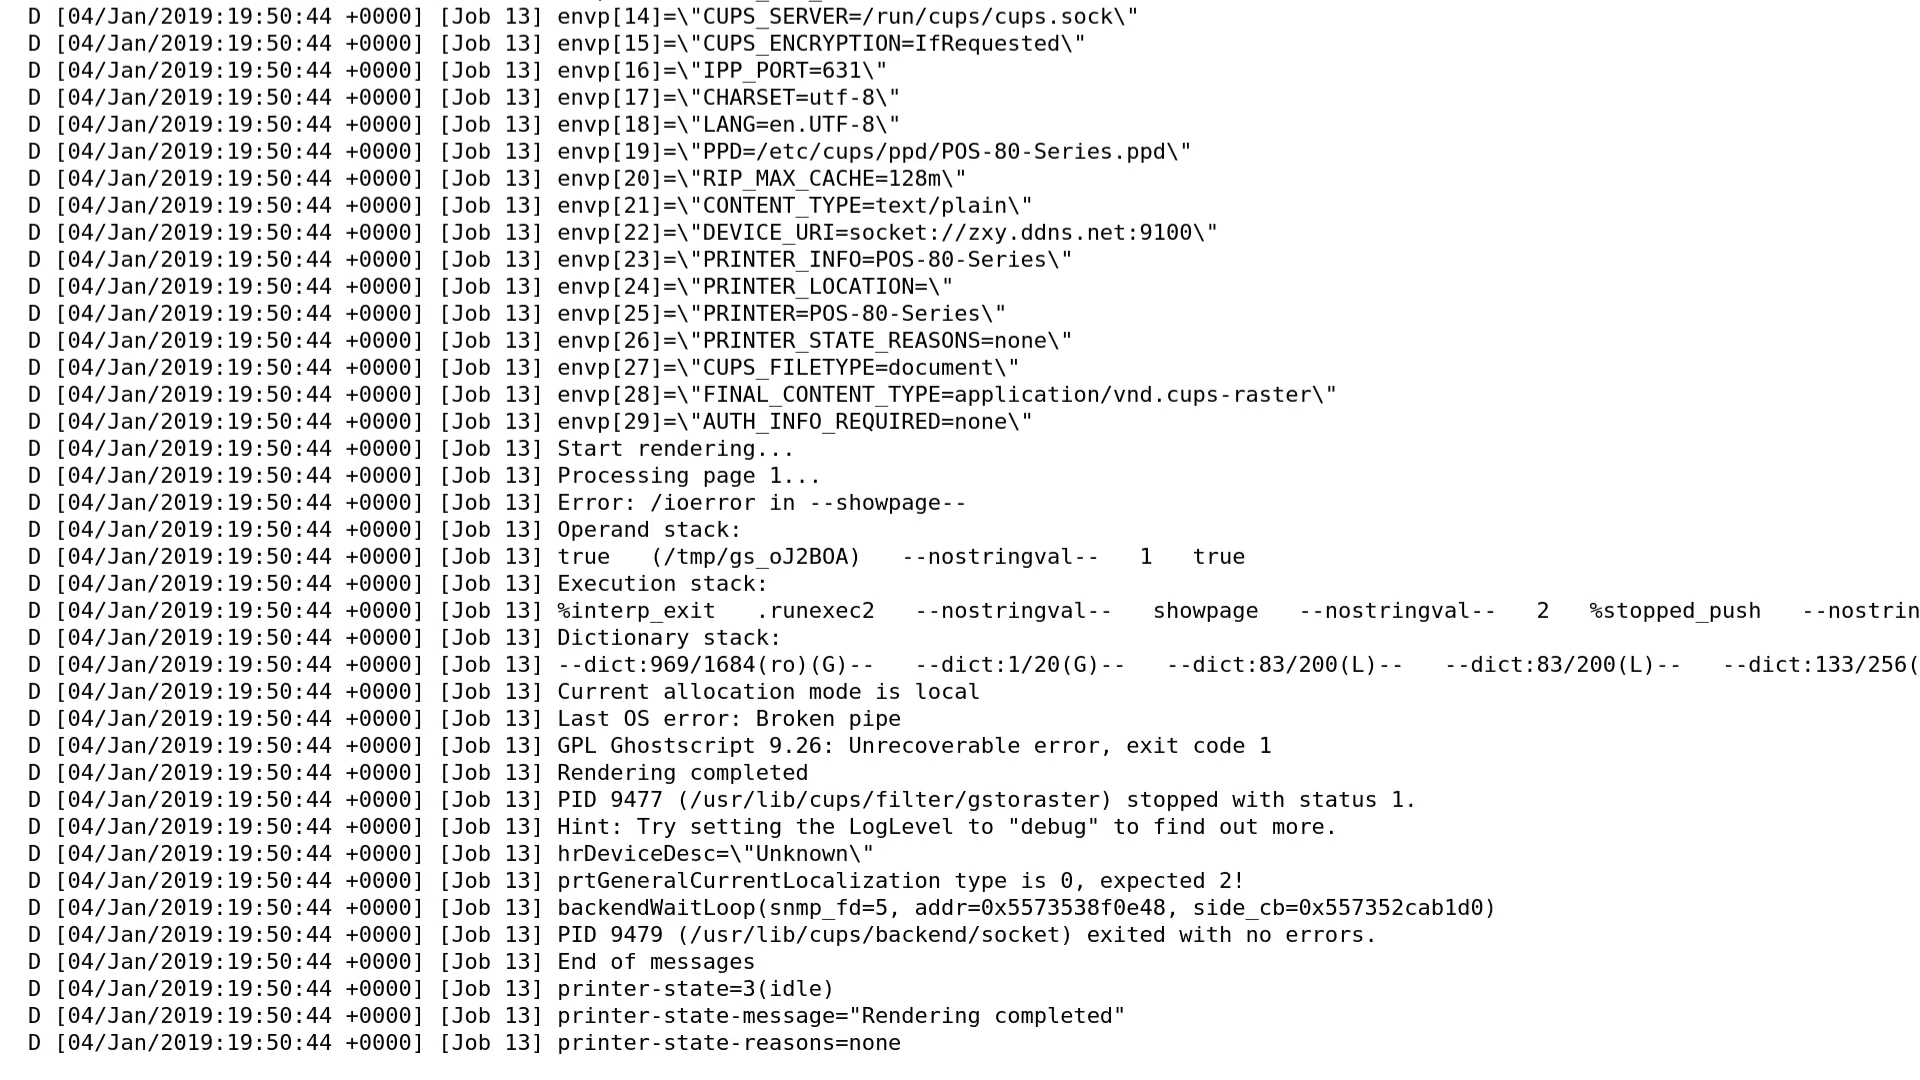 D [04/Jan/2019:19:50:44 +0000] [Job 13] envp[14]=\"CUPS_SERVER=/run/cups/cups.sock\"
D [04/Jan/2019:19:50:44 +0000] [Job 13] envp[15]=\"CUPS_ENCRYPTION=IfRequested\"
D [04/Jan/2019:19:50:44 +0000] [Job 13] envp[16]=\"IPP_PORT=631\"
D [04/Jan/2019:19:50:44 +0000] [Job 13] envp[17]=\"CHARSET=utf-8\"
D [04/Jan/2019:19:50:44 +0000] [Job 13] envp[18]=\"LANG=en.UTF-8\"
D [04/Jan/2019:19:50:44 +0000] [Job 13] envp[19]=\"PPD=/etc/cups/ppd/POS-80-Series.ppd\"
D [04/Jan/2019:19:50:44 +0000] [Job 13] envp[20]=\"RIP_MAX_CACHE=128m\"
D [04/Jan/2019:19:50:44 +0000] [Job 13] envp[21]=\"CONTENT_TYPE=text/plain\"
D [04/Jan/2019:19:50:44 +0000] [Job 13] envp[22]=\"DEVICE_URI=socket://zxy.ddns.net:9100\"
D [04/Jan/2019:19:50:44 +0000] [Job 13] envp[23]=\"PRINTER_INFO=POS-80-Series\"
D [04/Jan/2019:19:50:44 +0000] [Job 13] envp[24]=\"PRINTER_LOCATION=\"
D [04/Jan/2019:19:50:44 +0000] [Job 13] envp[25]=\"PRINTER=POS-80-Series\"
D [04/Jan/2019:19:50:44 +0000] [Job 13] envp[26]=\"PRINTER_STATE_REASONS=none\"
D [04/Jan/2019:19:50:44 +0000] [Job 13] envp[27]=\"CUPS_FILETYPE=document\"
D [04/Jan/2019:19:50:44 +0000] [Job 13] envp[28]=\"FINAL_CONTENT_TYPE=application/vnd.cups-raster\"
D [04/Jan/2019:19:50:44 +0000] [Job 13] envp[29]=\"AUTH_INFO_REQUIRED=none\"
D [04/Jan/2019:19:50:44 +0000] [Job 13] Start rendering...
D [04/Jan/2019:19:50:44 +0000] [Job 13] Processing page 1...
D [04/Jan/2019:19:50:44 +0000] [Job 13] Error: /ioerror in --showpage--
D [04/Jan/2019:19:50:44 +0000] [Job 13] Operand stack:
D [04/Jan/2019:19:50:44 +0000] [Job 13] true   (/tmp/gs_oJ2BOA)   --nostringval--   1   true
D [04/Jan/2019:19:50:44 +0000] [Job 13] Execution stack:
D [04/Jan/2019:19:50:44 +0000] [Job 13] %interp_exit   .runexec2   --nostringval--   showpage   --nostringval--   2   %stopped_push   --nostrin
D [04/Jan/2019:19:50:44 +0000] [Job 13] Dictionary stack:
D [04/Jan/2019:19:50:44 +0000] [Job 13] --dict:969/1684(ro)(G)--   --dict:1/20(G)--   --dict:83/200(L)--   --dict:83/200(L)--   --dict:133/256(
D [04/Jan/2019:19:50:44 +0000] [Job 13] Current allocation mode is local
D [04/Jan/2019:19:50:44 +0000] [Job 13] Last OS error: Broken pipe
D [04/Jan/2019:19:50:44 +0000] [Job 13] GPL Ghostscript 9.26: Unrecoverable error, exit code 1
D [04/Jan/2019:19:50:44 +0000] [Job 13] Rendering completed
D [04/Jan/2019:19:50:44 +0000] [Job 13] PID 9477 (/usr/lib/cups/filter/gstoraster) stopped with status 1.
D [04/Jan/2019:19:50:44 +0000] [Job 13] Hint: Try setting the LogLevel to "debug" to find out more.
D [04/Jan/2019:19:50:44 +0000] [Job 13] hrDeviceDesc=\"Unknown\"
D [04/Jan/2019:19:50:44 +0000] [Job 13] prtGeneralCurrentLocalization type is 0, expected 2!
D [04/Jan/2019:19:50:44 +0000] [Job 13] backendWaitLoop(snmp_fd=5, addr=0x5573538f0e48, side_cb=0x557352cab1d0)
D [04/Jan/2019:19:50:44 +0000] [Job 13] PID 9479 (/usr/lib/cups/backend/socket) exited with no errors.
D [04/Jan/2019:19:50:44 +0000] [Job 13] End of messages
D [04/Jan/2019:19:50:44 +0000] [Job 13] printer-state=3(idle)
D [04/Jan/2019:19:50:44 +0000] [Job 13] printer-state-message="Rendering completed"
D [04/Jan/2019:19:50:44 +0000] [Job 13] printer-state-reasons=none